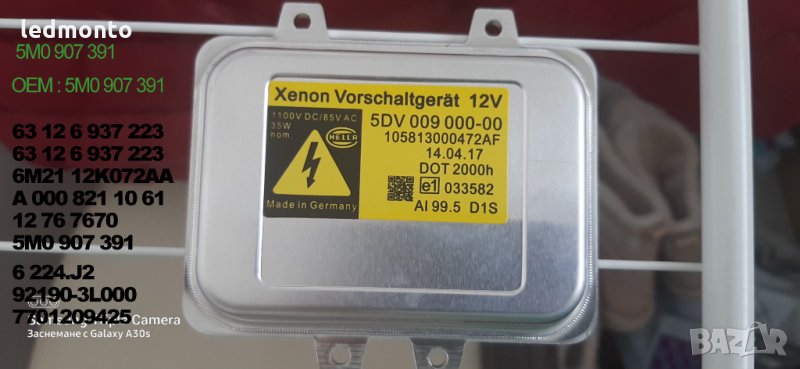 ledmonto
5M0 907 391
OEM : 5M0 907 391
63 12 6 937 223
63 12 6 937 223
6M21 12K072AA
A 000 821 10 61
12 76 7670
5M0 907 391
6 224.J2
92190-3L000
7701209425
Camera
Заснемане с Galaxy A30s
Xenon Vorschaltgerät 12V
1100V DC/85V AC
35W
nom.
HELLA
5DV 009 000-00
105813000472AF
14.04.17
DOT 2000h
e1 033582
Made in Germany
AI 99.5 D1S
BAZAR